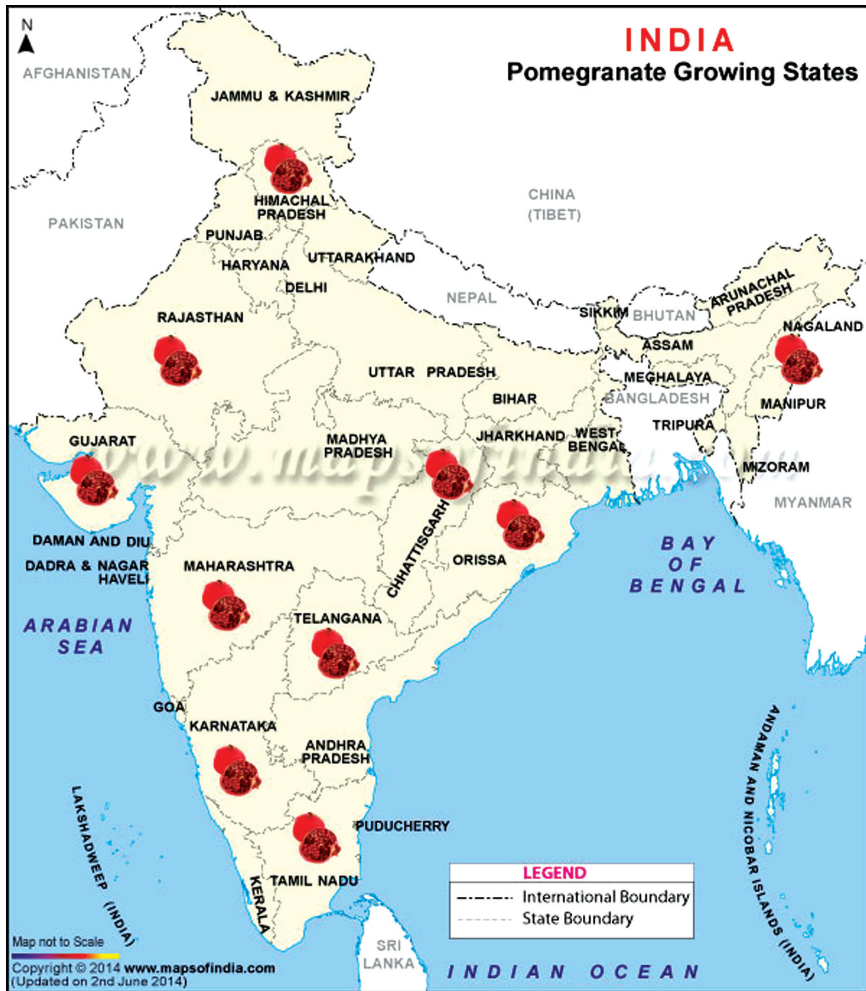 N
INDIA
Pomegranate Growing States
AFGHANISTAN
JAMMU & KASHMIR
CHINA
(TIBET)
PAKISTAN
HIMACHAL
PRADESH
PUNJAB
HARYANA
UTTARAKHAND
DELHI
NEPAL
RAJASTHAN
SIKKIM
BHUTAN
ARUNACHAL
PRADESH
NAGALAND
ASSAM
UTTAR PRADESH
MEGHALAYA
BIHAR
BANGLADESH
MANIPUR
GUJARAT
MADHYA
PRADESH
JHARKHAND
WEST-
BENGAL
TRIPURA
www.mapsofindia.com
MIZORAM
MYANMAR
CHHATTISGARH
DAMAN AND DIU
DADRA & NAGAR
HAVELI
MAHARASHTRA
ORISSA
BAY
OF
BENGAL
ARABIAN
SEA
TELANGANA
GOA
KARNATAKA
ANDHRA
PRADESH
ANDAMAN AND NICOBAR ISLANDS (INDIA)
LAKSHADWEEP (INDIA)
PUDUCHERRY
KERALA
TAMIL NADU
LEGEND
International Boundary
State Boundary
SRI
LANKA
INDIAN OCEAN
Map not to Scale
Copyright © 2014 www.mapsofindia.com
(Updated on 2nd June 2014)